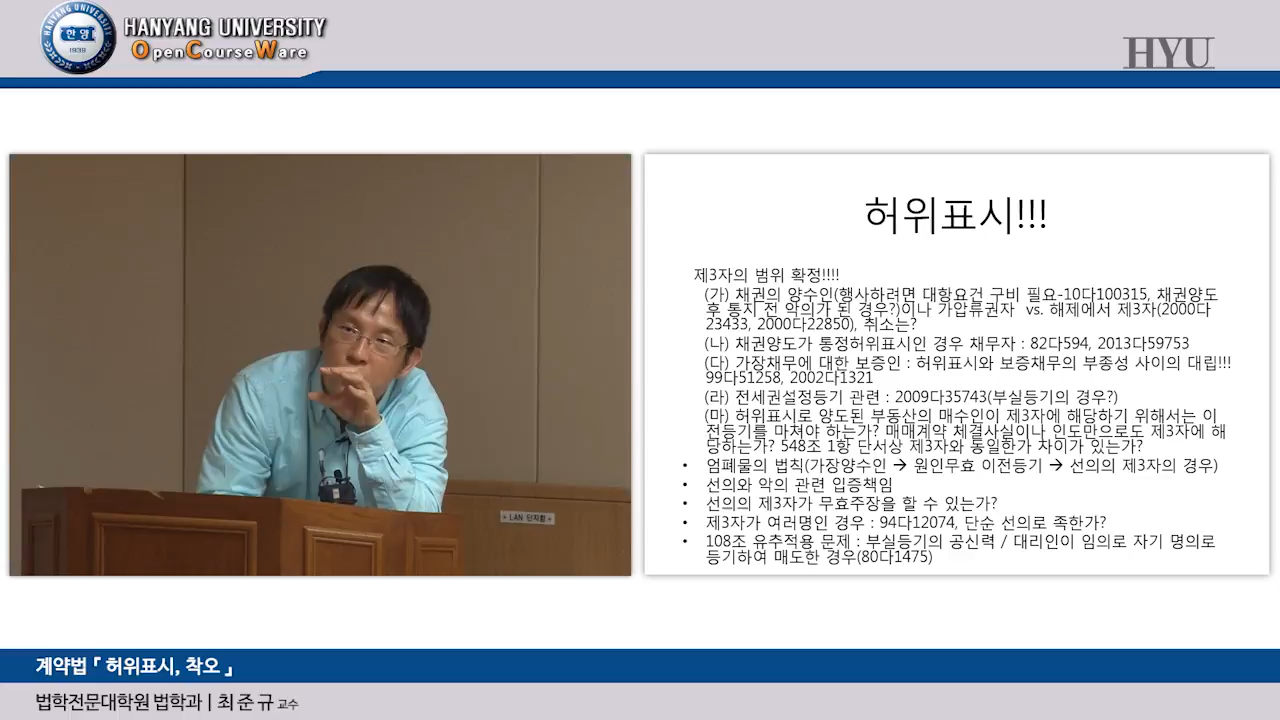 HANYANG UNIVERSITY
OpenCourseWare
HANYANG UNIVERSITY
한양
1939
HYU
허위표시!!!
제3자의 범위 확정!!!!
(가) 채권의 양수인(행사하려면 대항요건 구비 필요-10다100315, 채권양도
후 통지 전 악의가 된 경우?)이나 가압류권자 vs. 해제에서 제3자(2000다
23433, 2000다22850), 취소는?
(나) 채권양도가 통정허위표시인 경우 채무자 : 82다594, 2013다59753
(다) 가장채무에 대한 보증인 : 허위표시와 보증채무의 부종성 사이의 대립!!!
99다51258, 2002다1321
(라) 전세권설정등기 관련 : 2009다35743(부실등기의 경우?)
(마) 허위표시로 양도된 부동산의 매수인이 제3자에 해당하기 위해서는 이
전등기를 마쳐야 하는가? 매매계약 체결사실이나 인도만으로도 제3자에 해
당하는가? 548조 1항 단서상 제3자와 동일한가 차이가 있는가?
• 엄폐물의 법칙(가장양수인 → 원인무효 이전등기 → 선의의 제3자의 경우)
• 선의와 악의 관련 입증책임
• 선의의 제3자가 무효주장을 할 수 있는가?
• 제3자가 여러명인 경우 : 94다12074, 단순 선의로 족한가?
• 108조 유추적용 문제 : 부실등기의 공신력 / 대리인이 임의로 자기 명의로
등기하여 매도한 경우(80다1475)
LAN 단자함
계약법 『 허위표시, 착오 』
법학전문대학원 법학과 | 최 준 규 교수